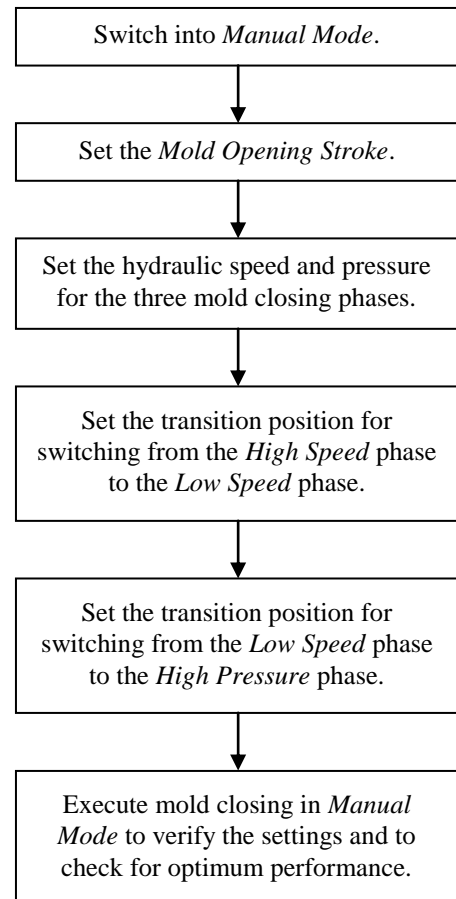 Switch into Manual Mode.
Set the Mold Opening Stroke.
Set the hydraulic speed and pressure
for the three mold closing phases.
Set the transition position for
switching from the High Speed phase
to the Low Speed phase.
Set the transition position for
switching from the Low Speed phase
to the High Pressure phase.
Execute mold closing in Manual
Mode to verify the settings and to
check for optimum performance.